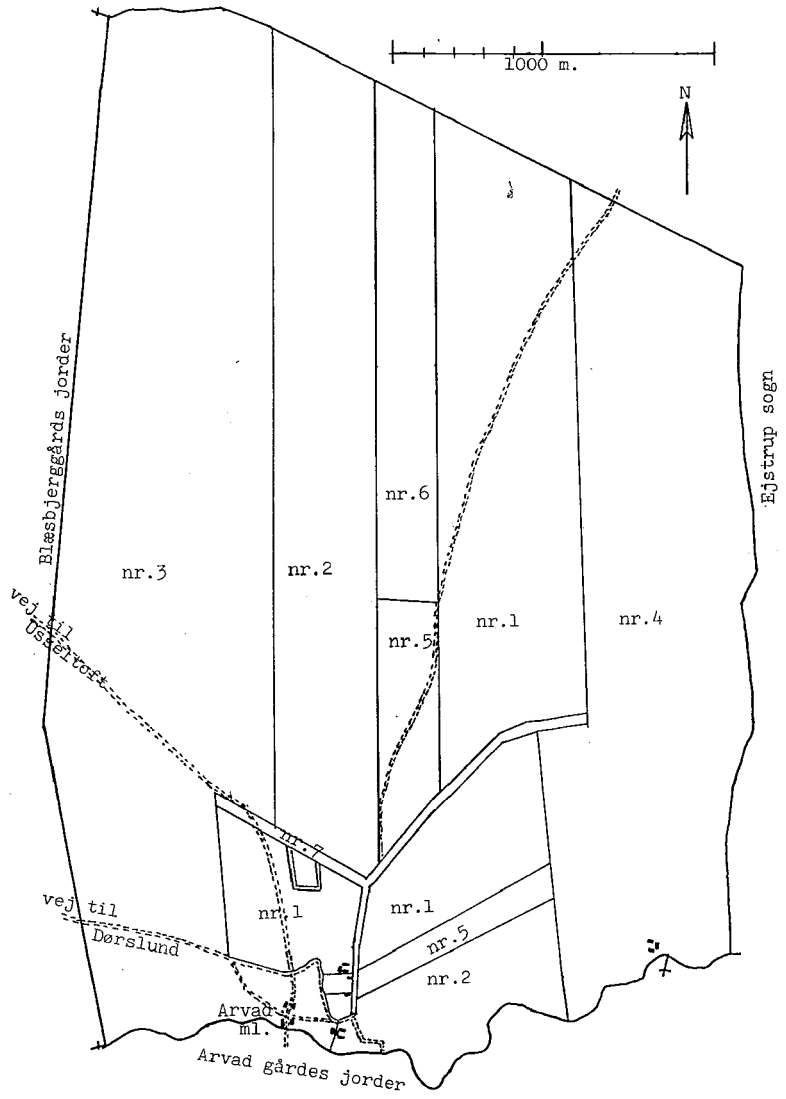 1000 m.
N
Blæsbjerggårds jorder
Ejstrup sogn
nr.6
nr.3
nr.2
nr.5
nr.1
nr.4
vej til
Usseltoft
nr.7
vej til
Dørslund
nr.1
nr.1
nr.5
nr.2
Arvad
ml.
Arvad gårdes jorder